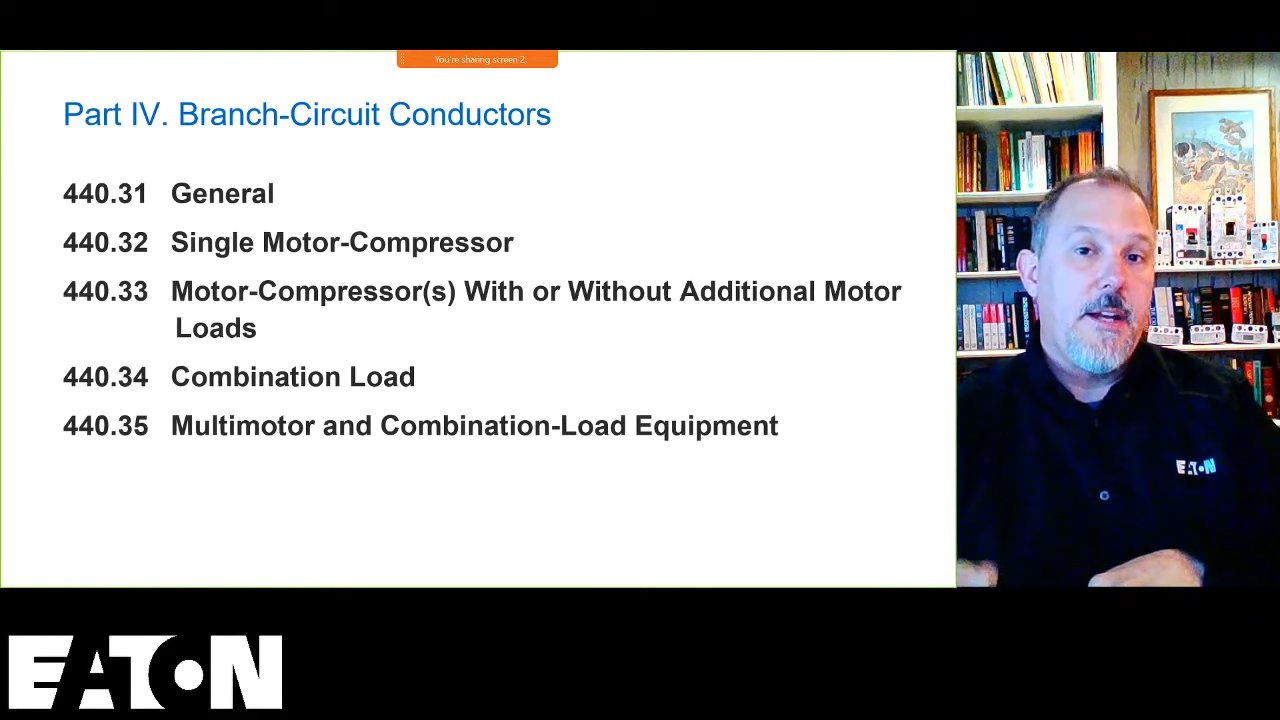 You're sharing screen 2.
Part IV. Branch-Circuit Conductors
440.31 General
440.32 Single Motor-Compressor
440.33 Motor-Compressor(s) With or Without Additional Motor
Loads
440.34 Combination Load
440.35 Multimotor and Combination-Load Equipment
EATON
EATON